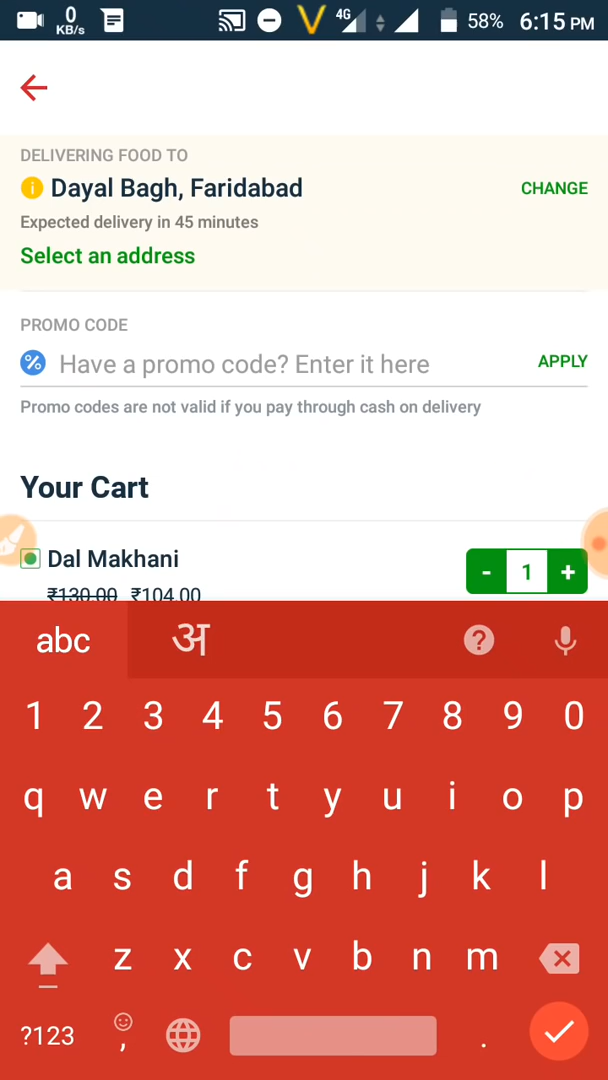 0 KB/s 4G 58% 6:15 PM
DELIVERING FOOD TO
Dayal Bagh, Faridabad CHANGE
Expected delivery in 45 minutes
Select an address
PROMO CODE
% Have a promo code? Enter it here APPLY
Promo codes are not valid if you pay through cash on delivery
Your Cart
Dal Makhani - 1 +
₹130.00 ₹104.00
abc अ ?
1 2 3 4 5 6 7 8 9 0
q w e r t y u i o p
a s d f g h j k l
z x c v b n m
?123 , .